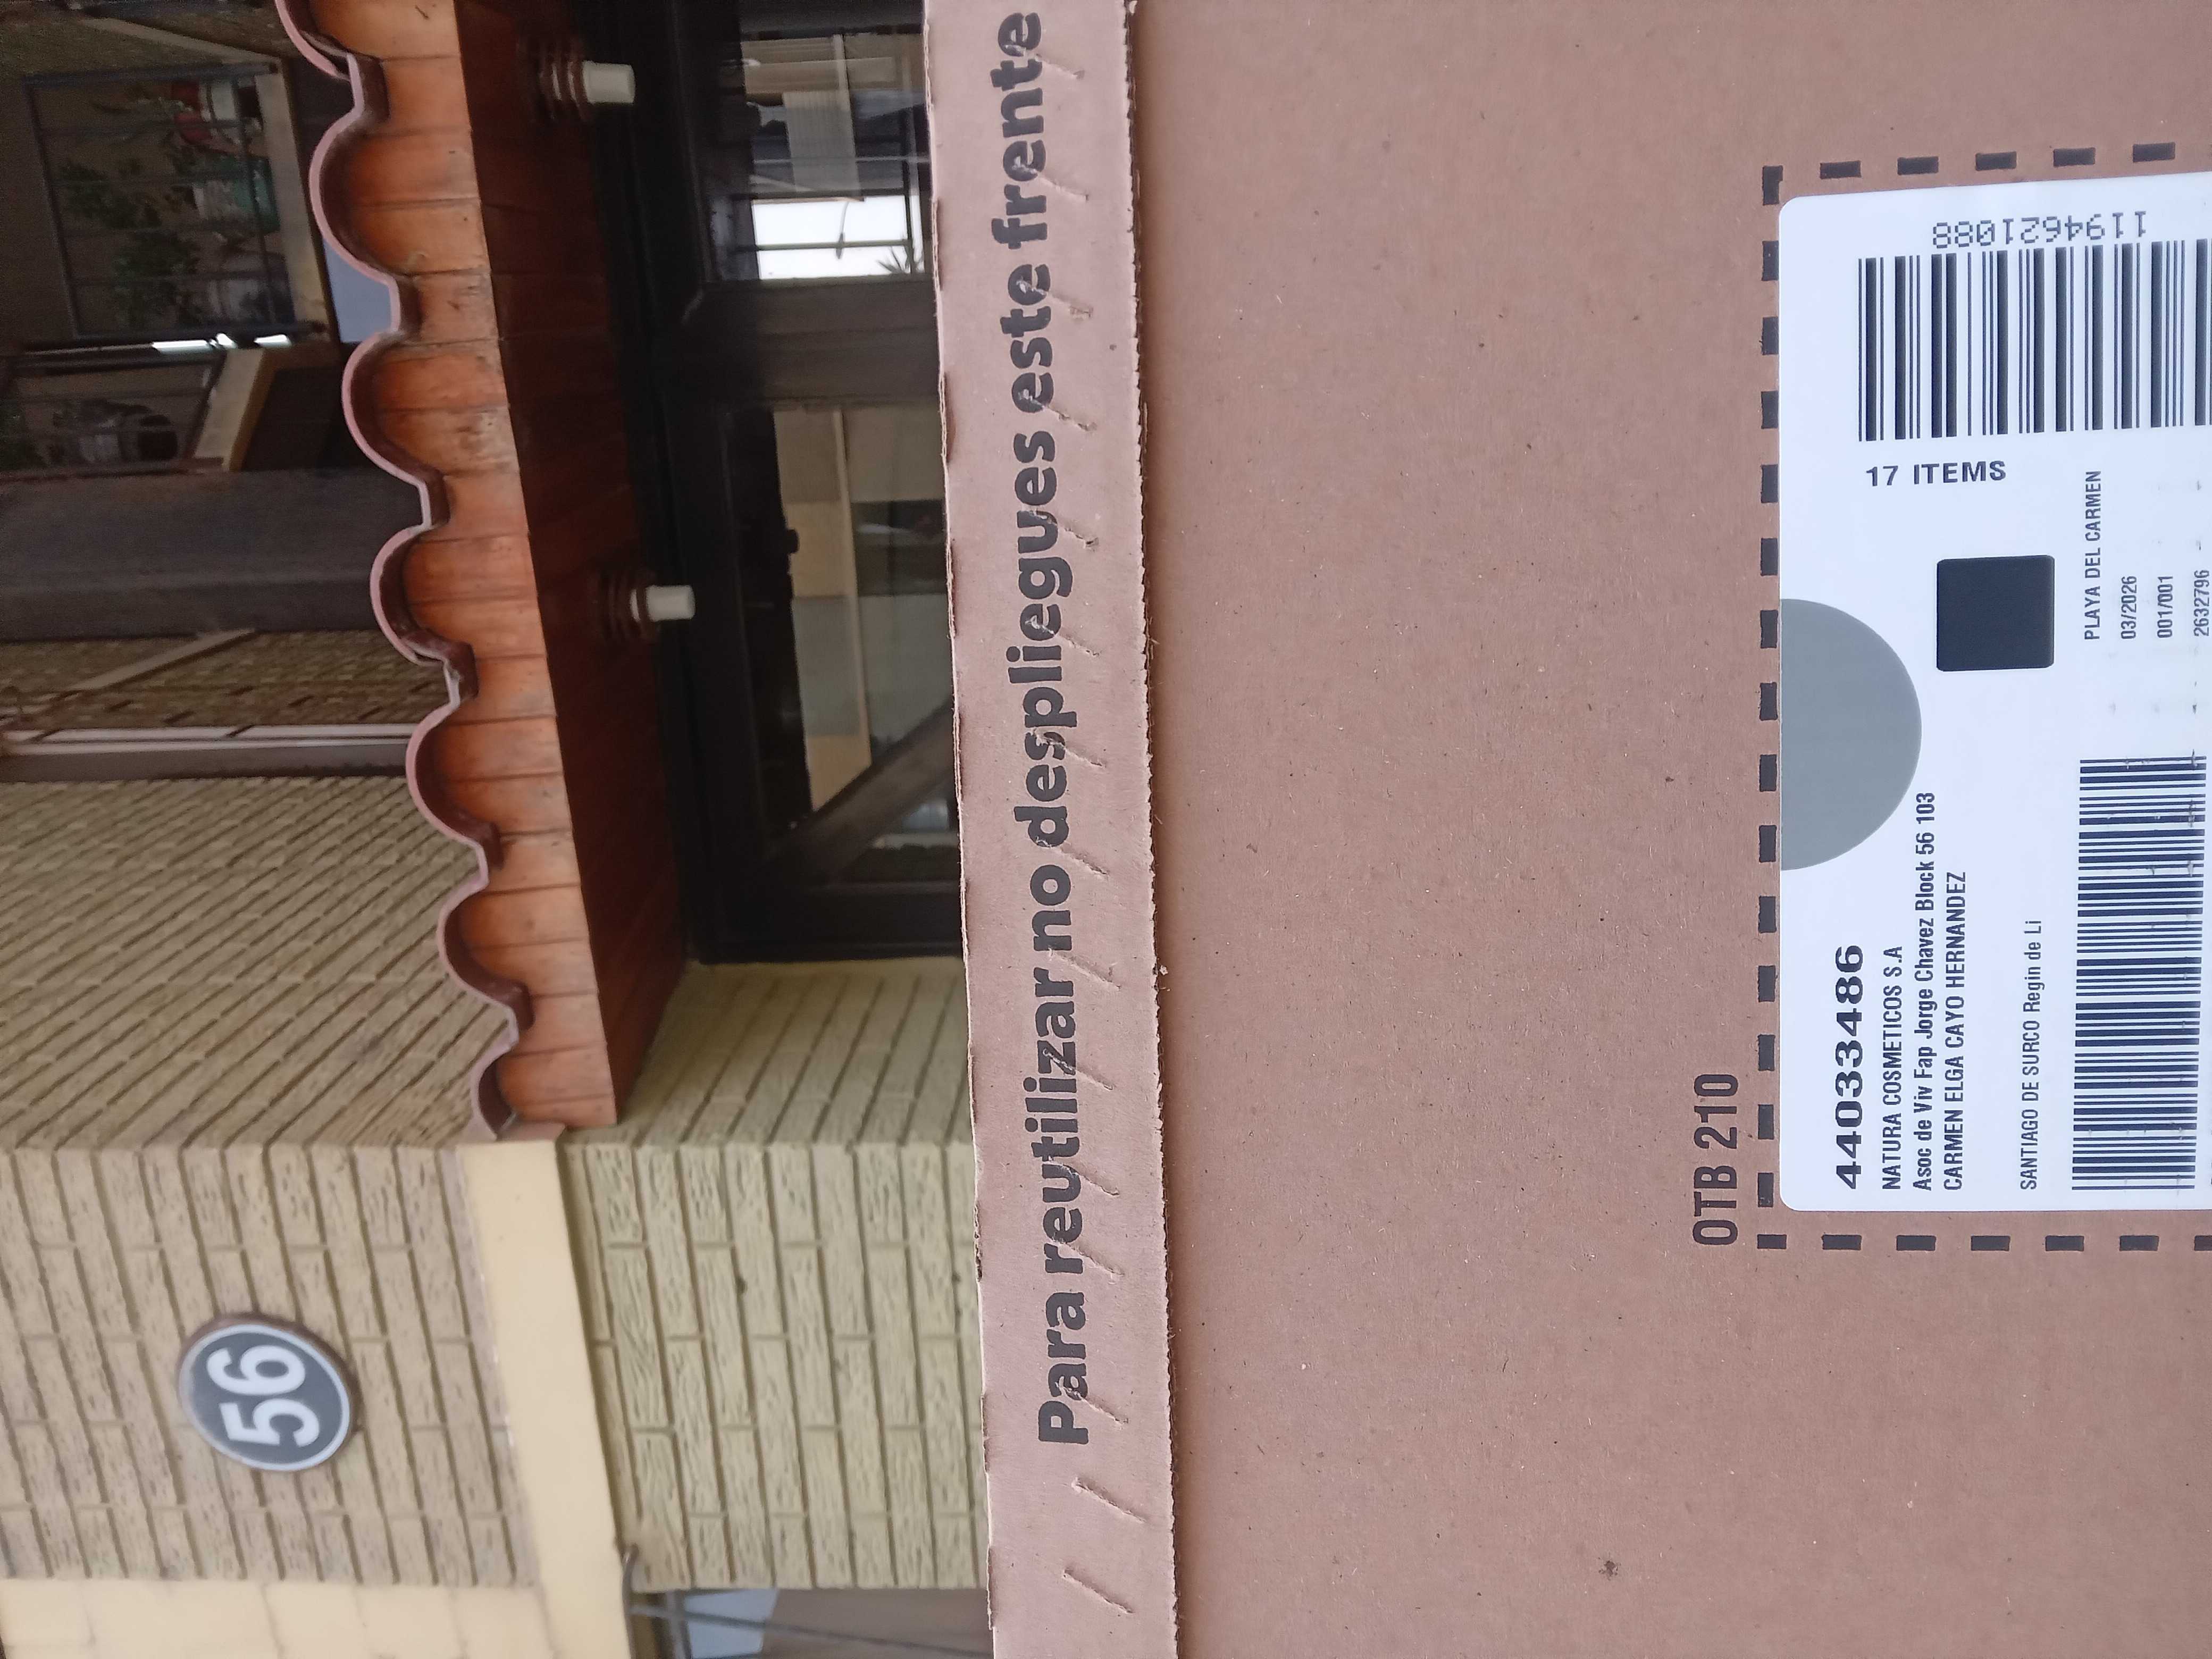 56
Para reutilizar no despliegues este frente
OTB 210
44033486
NATURA COSMETICOS S.A
Asoc de Viv Fap Jorge Chavez Block 56 103
CARMEN ELGA CAYO HERNANDEZ
SANTIAGO DE SURCO Regin de Li
17 ITEMS
1194621088
PLAYA DEL CARMEN
03/2026
001/001
2632796